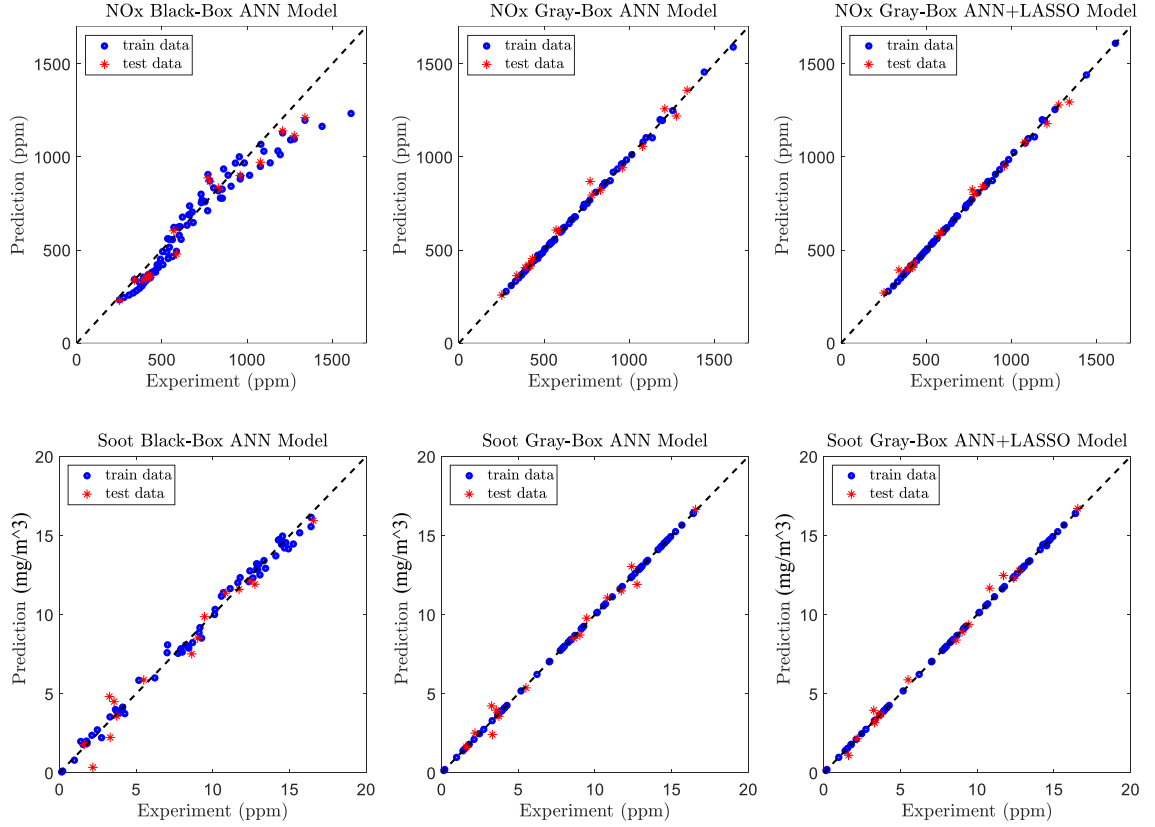 NOx Black-Box ANN Model
train data
test data
1500
1000
500
0
0
500
1000
1500
Prediction (ppm)
Experiment (ppm)
NOx Gray-Box ANN Model
train data
test data
1500
1000
500
0
0
500
1000
1500
Prediction (ppm)
Experiment (ppm)
NOx Gray-Box ANN+LASSO Model
train data
test data
1500
1000
500
0
0
500
1000
1500
Prediction (ppm)
Experiment (ppm)
Soot Black-Box ANN Model
train data
test data
20
15
10
5
0
0
5
10
15
20
Prediction (mg/m^3)
Experiment (ppm)
Soot Gray-Box ANN Model
train data
test data
20
15
10
5
0
0
5
10
15
20
Prediction (mg/m^3)
Experiment (ppm)
Soot Gray-Box ANN+LASSO Model
train data
test data
20
15
10
5
0
0
5
10
15
20
Prediction (mg/m^3)
Experiment (ppm)